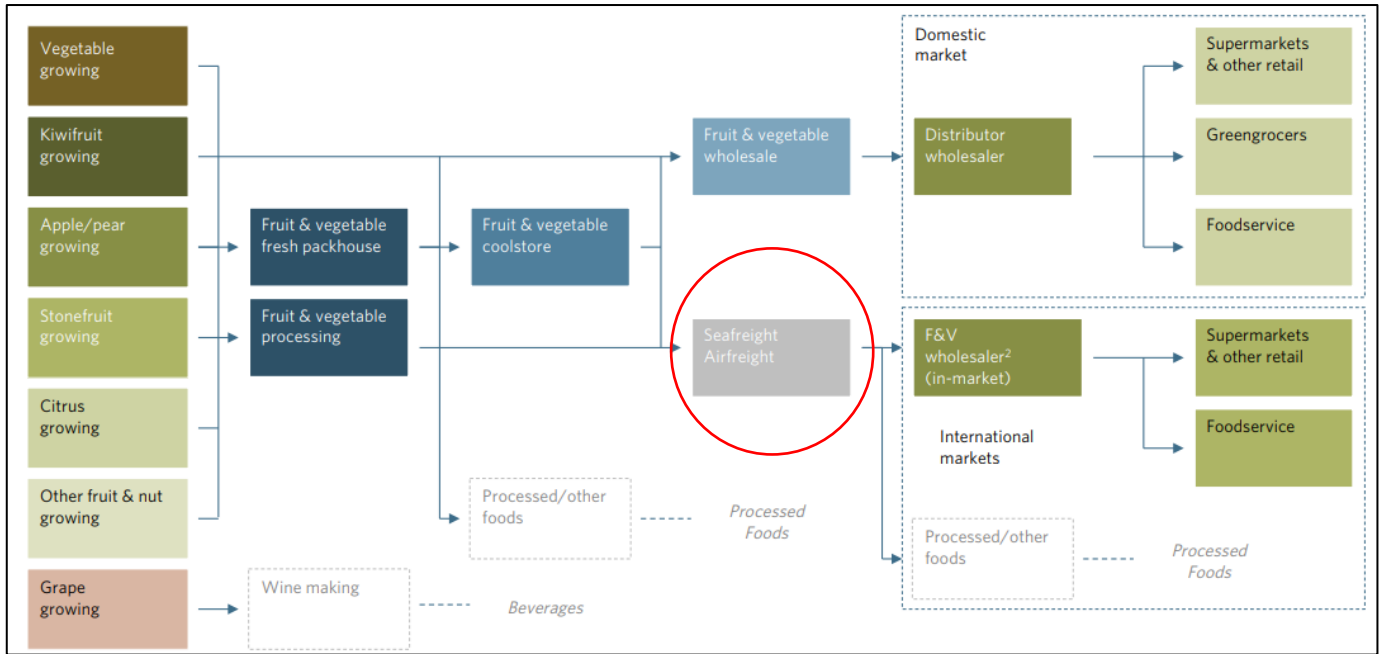 Vegetable
growing
Kiwifruit
growing
Apple/pear
growing
Stonefruit
growing
Citrus
growing
Other fruit & nut
growing
Grape
growing
Fruit & vegetable
fresh packhouse
Fruit & vegetable
processing
Wine making
Fruit & vegetable
coolstore
Processed/other
foods
Beverages
Fruit & vegetable
wholesale
Seafreight
Airfreight
Processed
Foods
Domestic
market
Distributor
wholesaler
Supermarkets
& other retail
Greengrocers
Foodservice
F&V
wholesaler²
(in-market)
International
markets
Supermarkets
& other retail
Foodservice
Processed/other
foods
Processed
Foods